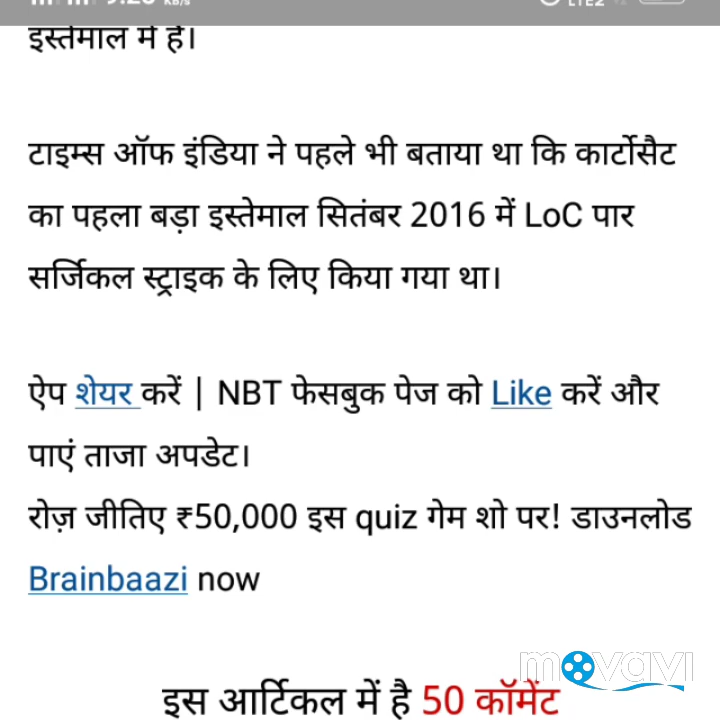 इस्तेमाल में हैं।
टाइम्स ऑफ इंडिया ने पहले भी बताया था कि कार्टोसैट
का पहला बड़ा इस्तेमाल सितंबर 2016 में LoC पार
सर्जिकल स्ट्राइक के लिए किया गया था।
ऐप शेयर करें | NBT फेसबुक पेज को Like करें और
पाएं ताजा अपडेट।
रोज़ जीतिए ₹50,000 इस quiz गेम शो पर! डाउनलोड
Brainbaazi now
movavi
इस आर्टिकल में है 50 कॉमेंट